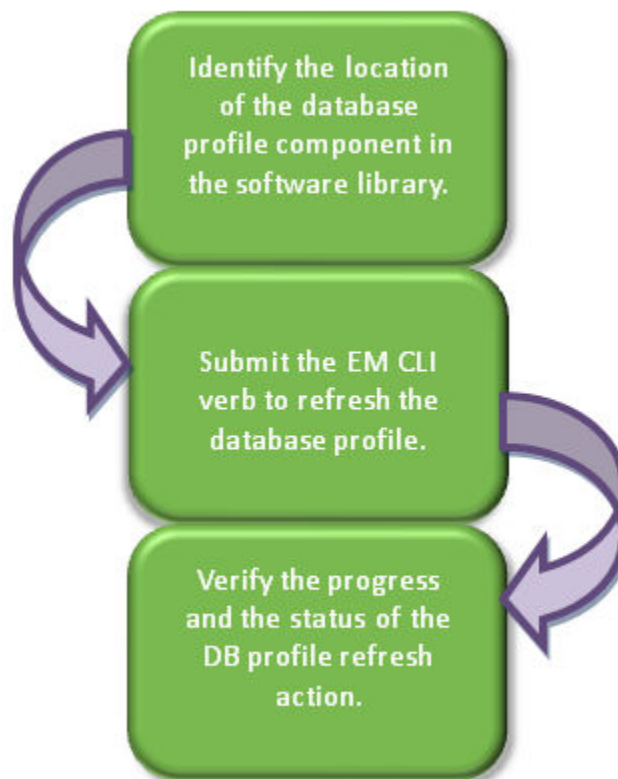 Identify the location
of the database
profile component in
the software library.
Submit the EM CLI
verb to refresh the
database profile.
Verify the progress
and the status of the
DB profile refresh
action.